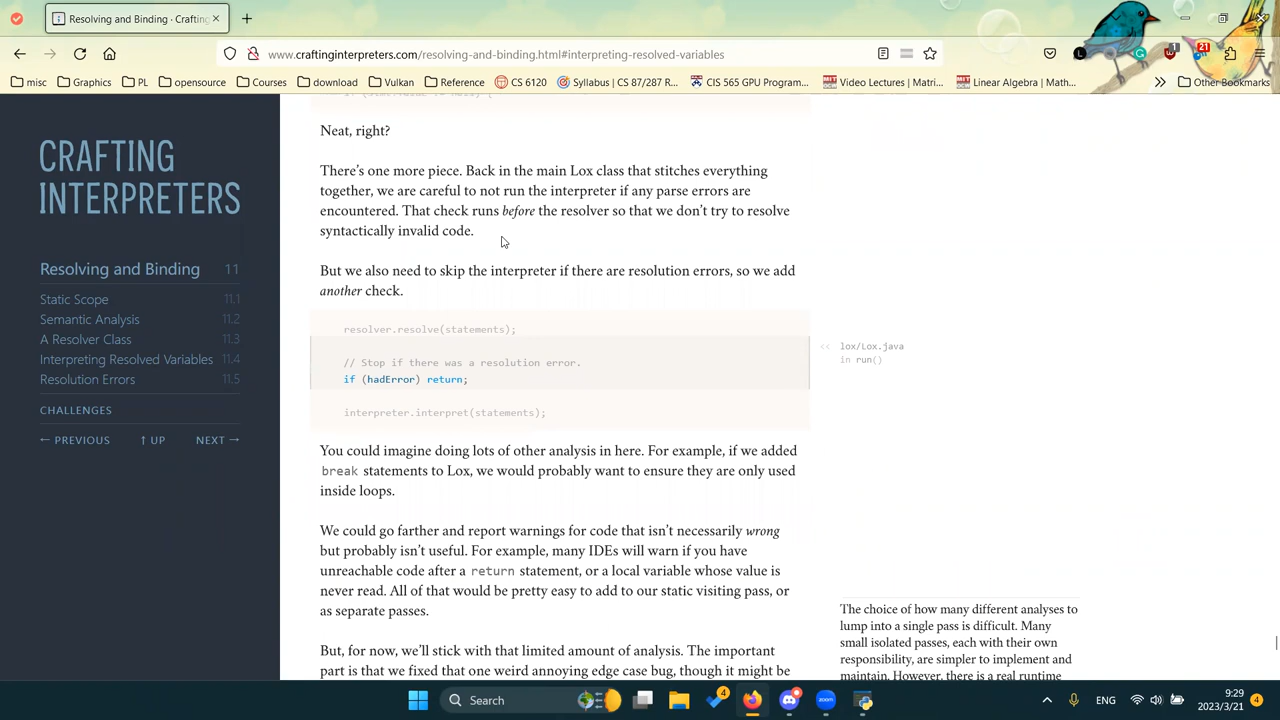 Resolving and Binding · Crafting
www.craftinginterpreters.com/resolving-and-binding.html#interpreting-resolved-variables
1
21
misc Graphics PL opensource Courses download Vulkan Reference CS 6120 Syllabus | CS 87/287 R... CIS 565 GPU Program... Video Lectures | Matri... Linear Algebra | Math... Other Bookmarks
CRAFTING
INTERPRETERS
Resolving and Binding 11
Static Scope 11.1
Semantic Analysis 11.2
A Resolver Class 11.3
Interpreting Resolved Variables 11.4
Resolution Errors 11.5
CHALLENGES
← PREVIOUS ↑ UP NEXT →
Neat, right?
There's one more piece. Back in the main Lox class that stitches everything
together, we are careful to not run the interpreter if any parse errors are
encountered. That check runs before the resolver so that we don't try to resolve
syntactically invalid code.
But we also need to skip the interpreter if there are resolution errors, so we add
another check.
resolver.resolve(statements);
// Stop if there was a resolution error.
if (hadError) return;
interpreter.interpret(statements);
<< lox/Lox.java
in run()
You could imagine doing lots of other analysis in here. For example, if we added
break statements to Lox, we would probably want to ensure they are only used
inside loops.
We could go farther and report warnings for code that isn't necessarily wrong
but probably isn't useful. For example, many IDEs will warn if you have
unreachable code after a return statement, or a local variable whose value is
never read. All of that would be pretty easy to add to our static visiting pass, or
as separate passes.
But, for now, we'll stick with that limited amount of analysis. The important
part is that we fixed that one weird annoying edge case bug, though it might be
The choice of how many different analyses to
lump into a single pass is difficult. Many
small isolated passes, each with their own
responsibility, are simpler to implement and
maintain. However, there is a real runtime
Search
4
zoom
ENG
9:29
2023/3/21
4